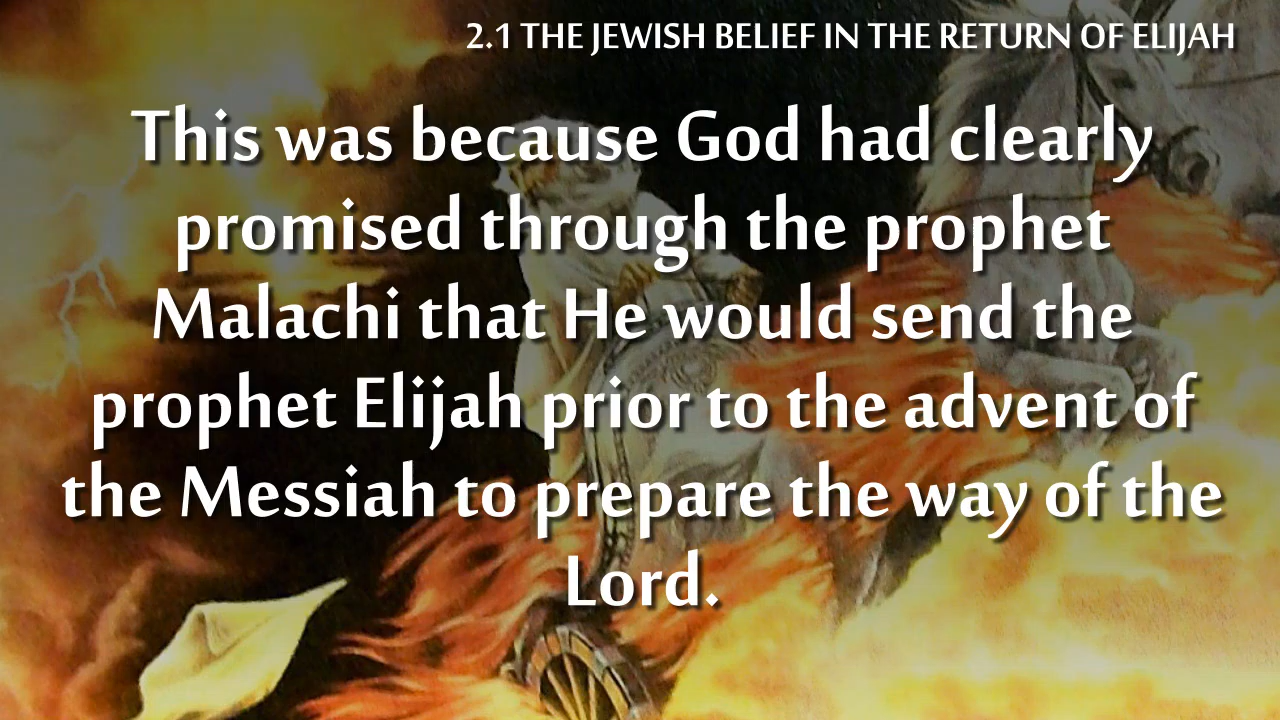 2.1 THE JEWISH BELIEF IN THE RETURN OF ELIJAH
This was because God had clearly
promised through the prophet
Malachi that He would send the
prophet Elijah prior to the advent of
the Messiah to prepare the way of the
Lord.